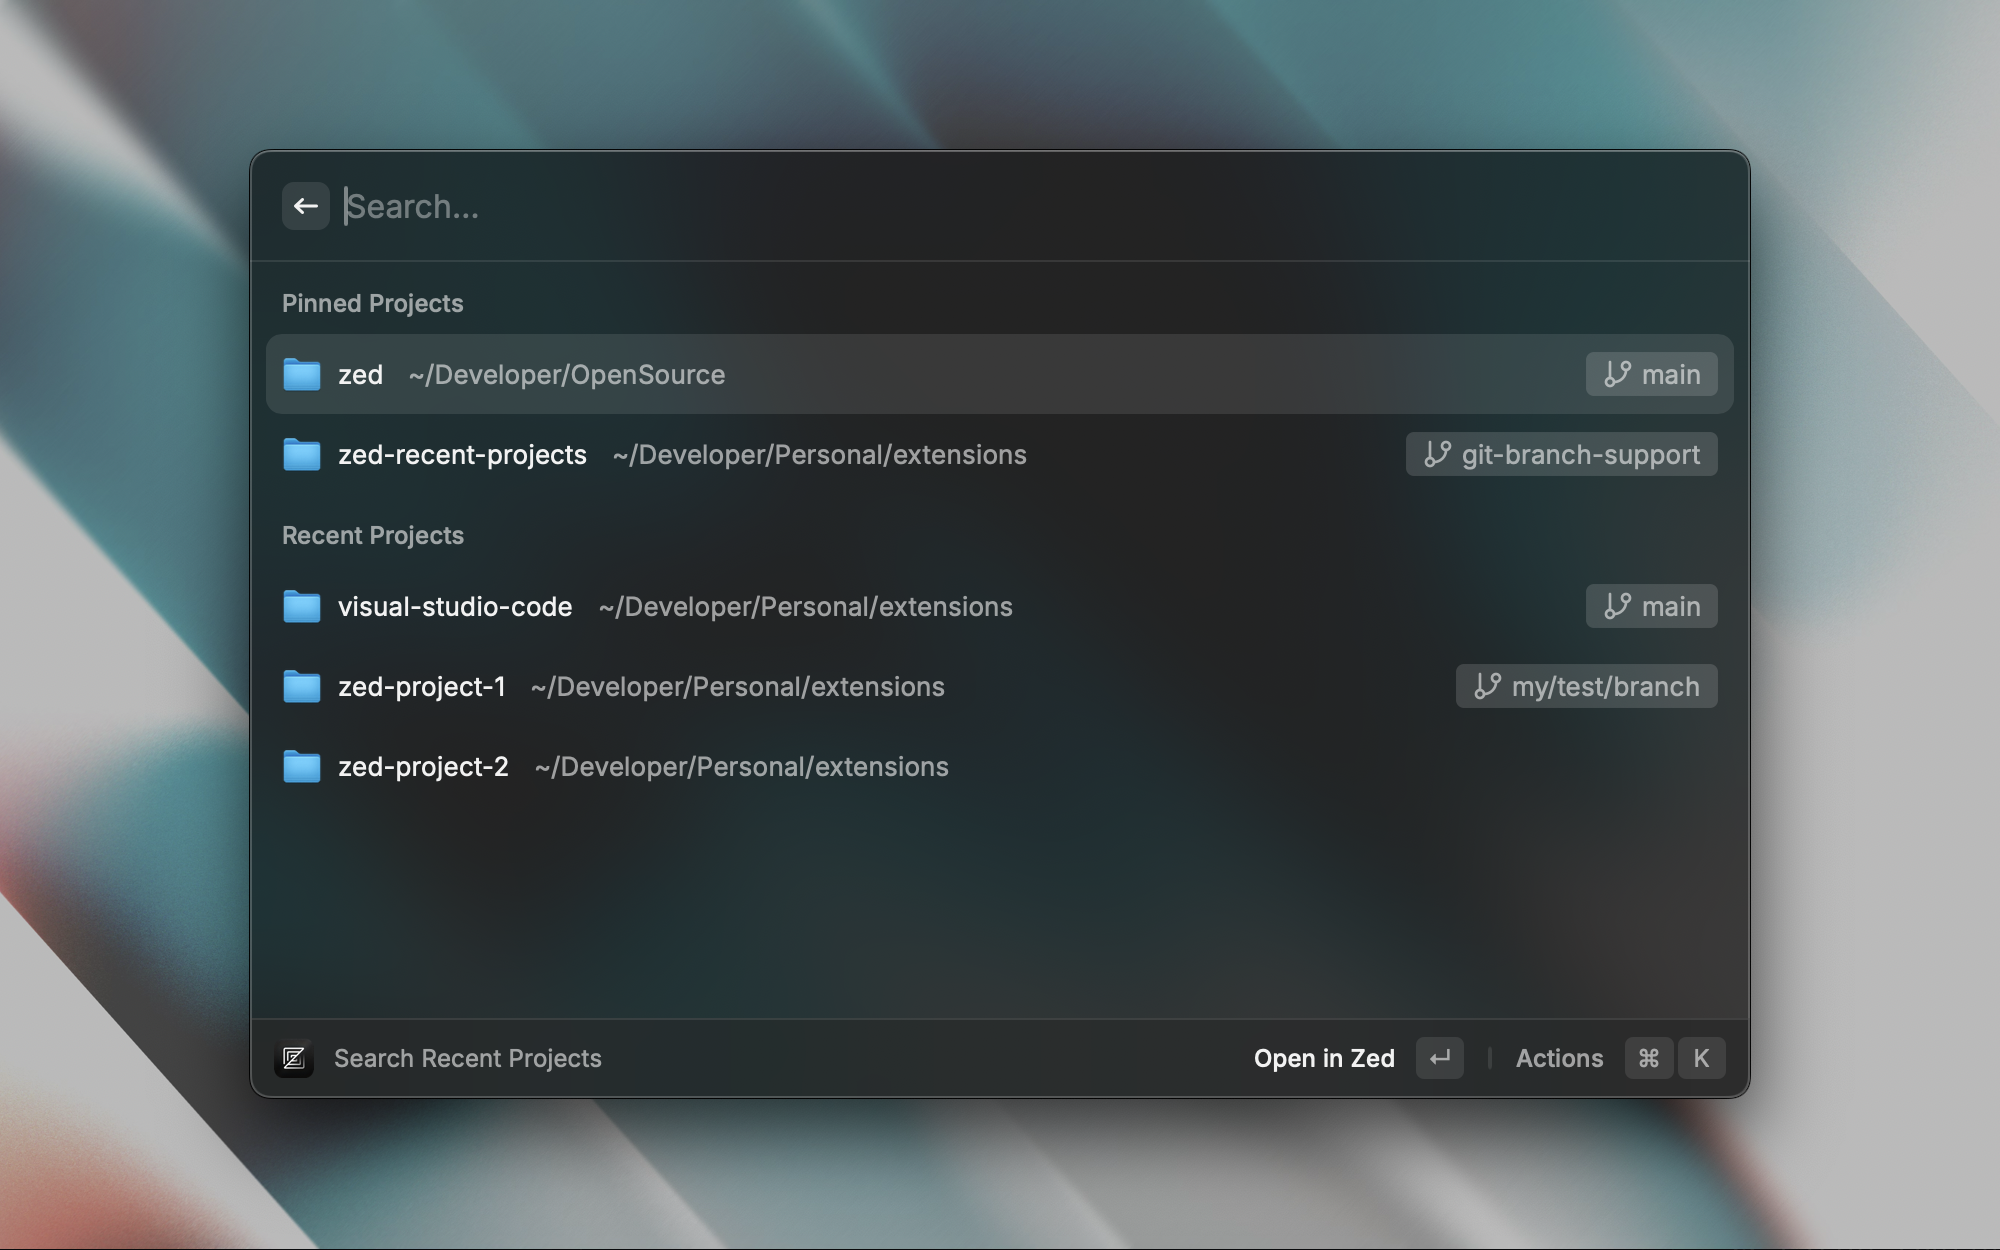 Search...
Pinned Projects
zed ~/Developer/OpenSource main
zed-recent-projects ~/Developer/Personal/extensions git-branch-support
Recent Projects
visual-studio-code ~/Developer/Personal/extensions main
zed-project-1 ~/Developer/Personal/extensions my/test/branch
zed-project-2 ~/Developer/Personal/extensions
Search Recent Projects Open in Zed ↵ Actions ⌘ K